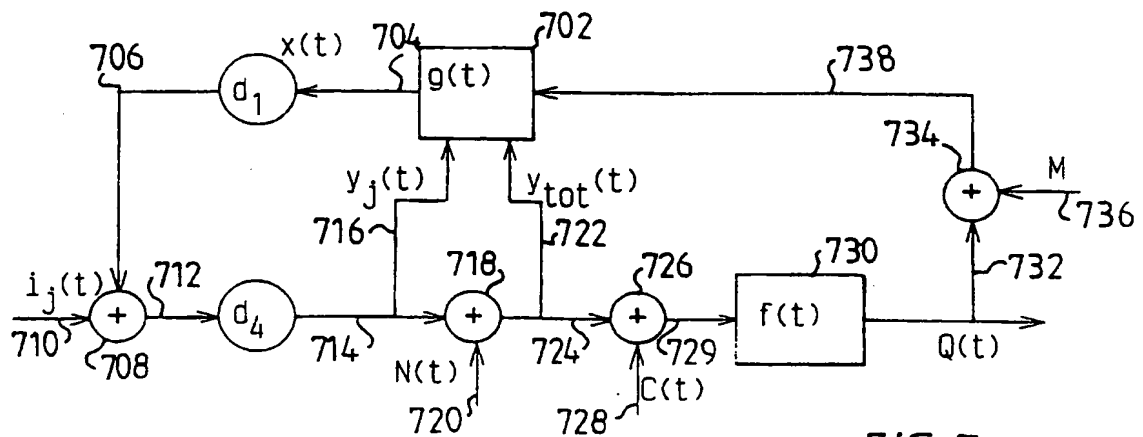 702
704
x(t)
706
738
d1
g(t)
734
M
yj(t)
ytot(t)
736
716
722
730
718
726
ij(t)
712
732
+
d4
+
+
f(t)
+
710
708
714
724
729
Q(t)
N(t)
C(t)
720
728